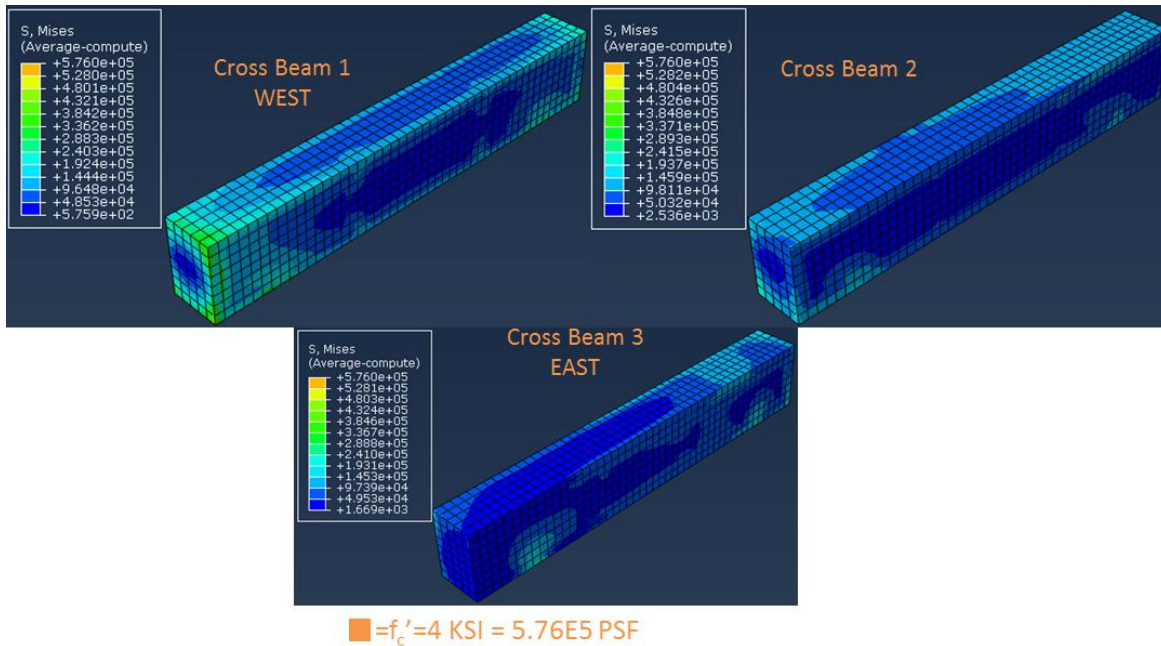 S, Mises
(Average-compute)
+5.760e+05
+5.280e+05
+4.801e+05
+4.321e+05
+3.842e+05
+3.362e+05
+2.883e+05
+2.403e+05
+1.924e+05
+1.444e+05
+9.648e+04
+4.853e+04
+5.759e+02
Cross Beam 1
WEST
S, Mises
(Average-compute)
+5.760e+05
+5.282e+05
+4.804e+05
+4.326e+05
+3.848e+05
+3.371e+05
+2.893e+05
+2.415e+05
+1.937e+05
+1.459e+05
+9.811e+04
+5.032e+04
+2.536e+03
Cross Beam 2
S, Mises
(Average-compute)
+5.760e+05
+5.281e+05
+4.803e+05
+4.324e+05
+3.846e+05
+3.367e+05
+2.888e+05
+2.410e+05
+1.931e+05
+1.453e+05
+9.739e+04
+4.953e+04
+1.669e+03
Cross Beam 3
EAST
=fc'=4 KSI = 5.76E5 PSF